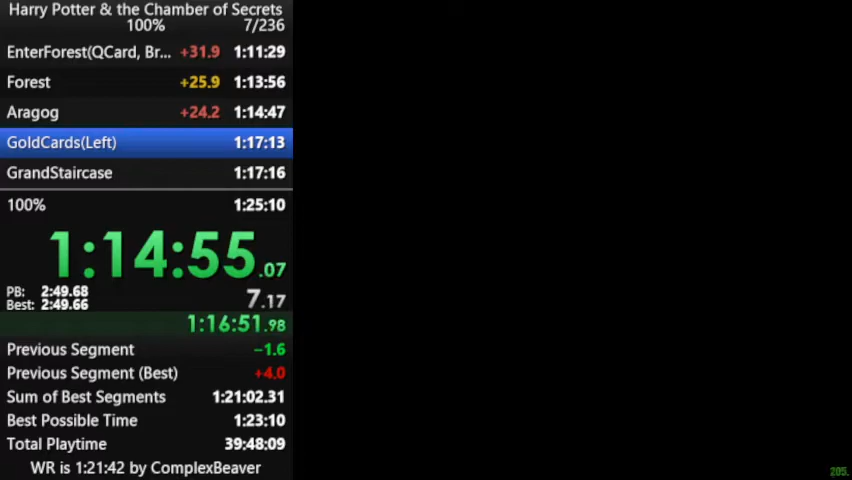 Harry Potter & the Chamber of Secrets
100% 7/236
EnterForest(QCard, Br... +31.9 1:11:29
Forest +25.9 1:13:56
Aragog +24.2 1:14:47
GoldCards(Left) 1:17:13
GrandStaircase 1:17:16
100% 1:25:10
1:14:55.07
PB: 2:49.68
Best: 2:49.66 7.17
1:16:51.98
Previous Segment −1.6
Previous Segment (Best) +4.0
Sum of Best Segments 1:21:02.31
Best Possible Time 1:23:10
Total Playtime 39:48:09
WR is 1:21:42 by ComplexBeaver
205.